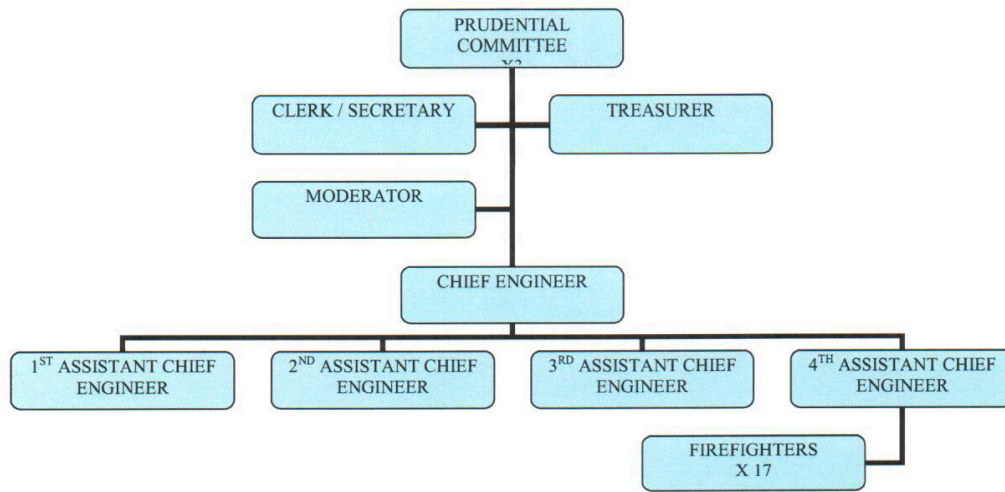 PRUDENTIAL
COMMITTEE
CLERK / SECRETARY
TREASURER
MODERATOR
CHIEF ENGINEER
1ST ASSISTANT CHIEF
ENGINEER
2ND ASSISTANT CHIEF
ENGINEER
3RD ASSISTANT CHIEF
ENGINEER
4TH ASSISTANT CHIEF
ENGINEER
FIREFIGHTERS
X 17